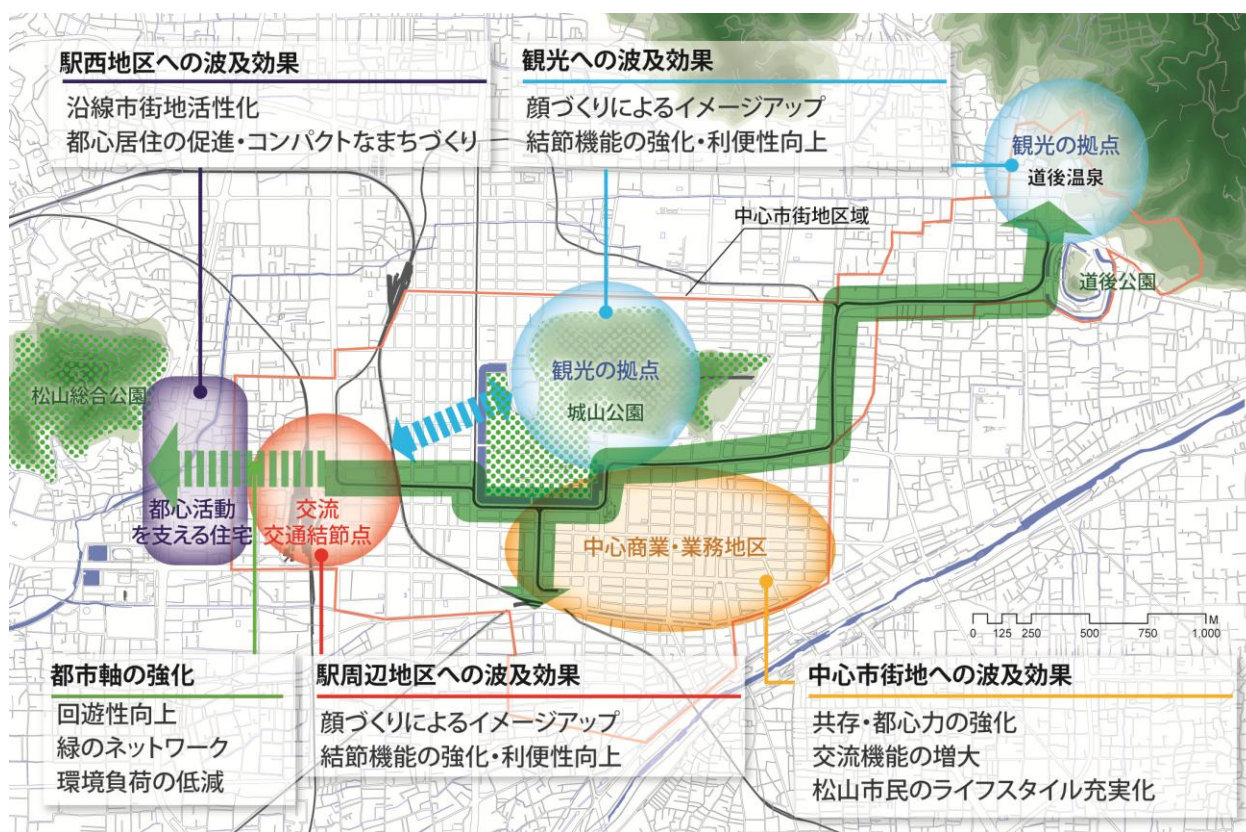 駅西地区への波及効果
沿線市街地活性化
都心居住の促進・コンパクトなまちづくり
観光への波及効果
顔づくりによるイメージアップ
結節機能の強化・利便性向上
観光の拠点
道後温泉
中心市街地区域
道後公園
松山総合公園
観光の拠点
城山公園
都心活動
を支える住宅
交流
交通結節点
中心商業・業務地区
0 125 250 500 750 1,000
M
都市軸の強化
回遊性向上
緑のネットワーク
環境負荷の低減
駅周辺地区への波及効果
顔づくりによるイメージアップ
結節機能の強化・利便性向上
中心市街地への波及効果
共存・都心力の強化
交流機能の増大
松山市民のライフスタイル充実化